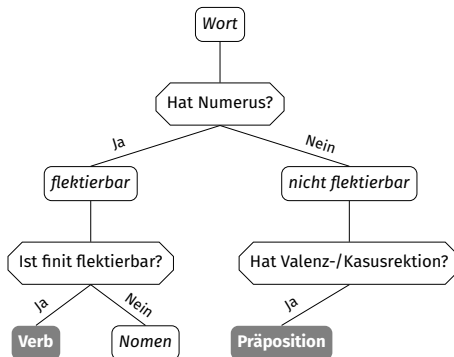 Wort
Hat Numerus?
Ja
Nein
flektierbar
nicht flektierbar
Ist finit flektierbar?
Hat Valenz-/Kasusrektion?
Ja
Nein
Ja
Verb
Nomen
Präposition